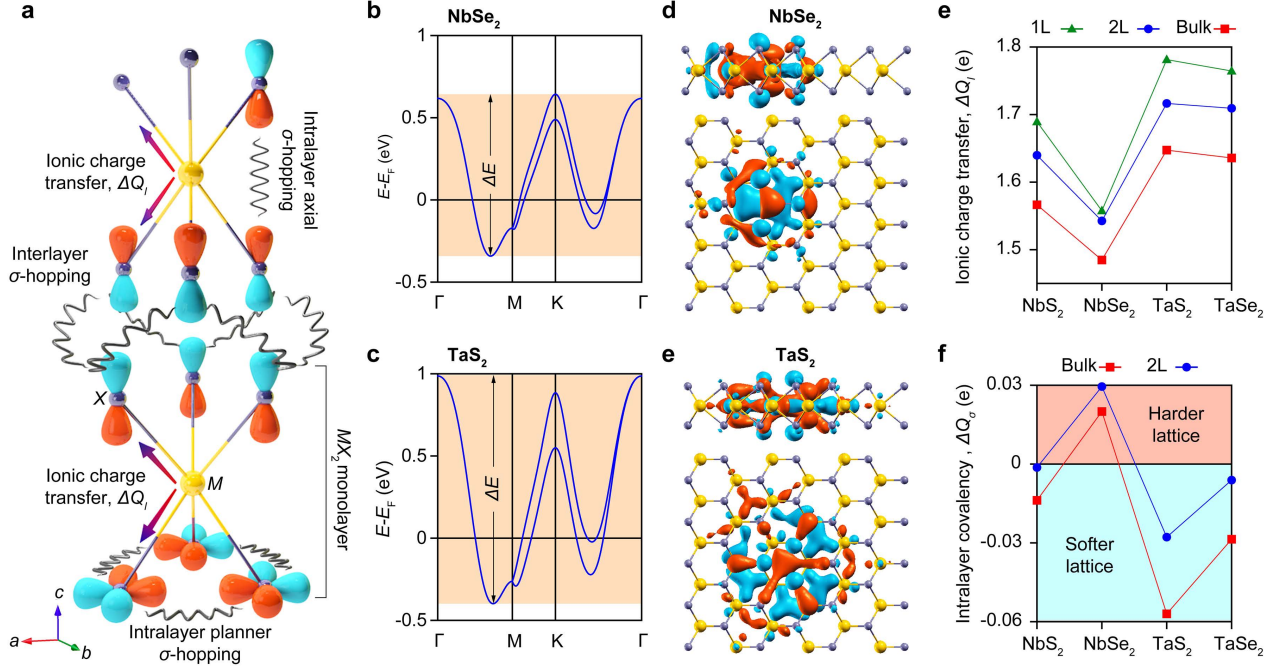 a
Ionic charge
transfer, ΔQI
Intralayer axial
σ-hopping
Interlayer
σ-hopping
X
Ionic charge
transfer, ΔQI
M
MX2 monolayer
Intralayer planner
σ-hopping
c
a
b
b
NbSe2
E-EF (eV)
1
0.5
0
-0.5
ΔE
Γ M K Γ
c
TaS2
E-EF (eV)
1
0.5
0
-0.5
ΔE
Γ M K Γ
d
NbSe2
e
TaS2
e
1L 2L Bulk
Ionic charge transfer, ΔQI (e)
1.8
1.7
1.6
1.5
NbS2 NbSe2 TaS2 TaSe2
f
Bulk 2L
Intralayer covalency , ΔQσ (e)
0.03
0
-0.03
-0.06
Harder
lattice
Softer
lattice
NbS2 NbSe2 TaS2 TaSe2